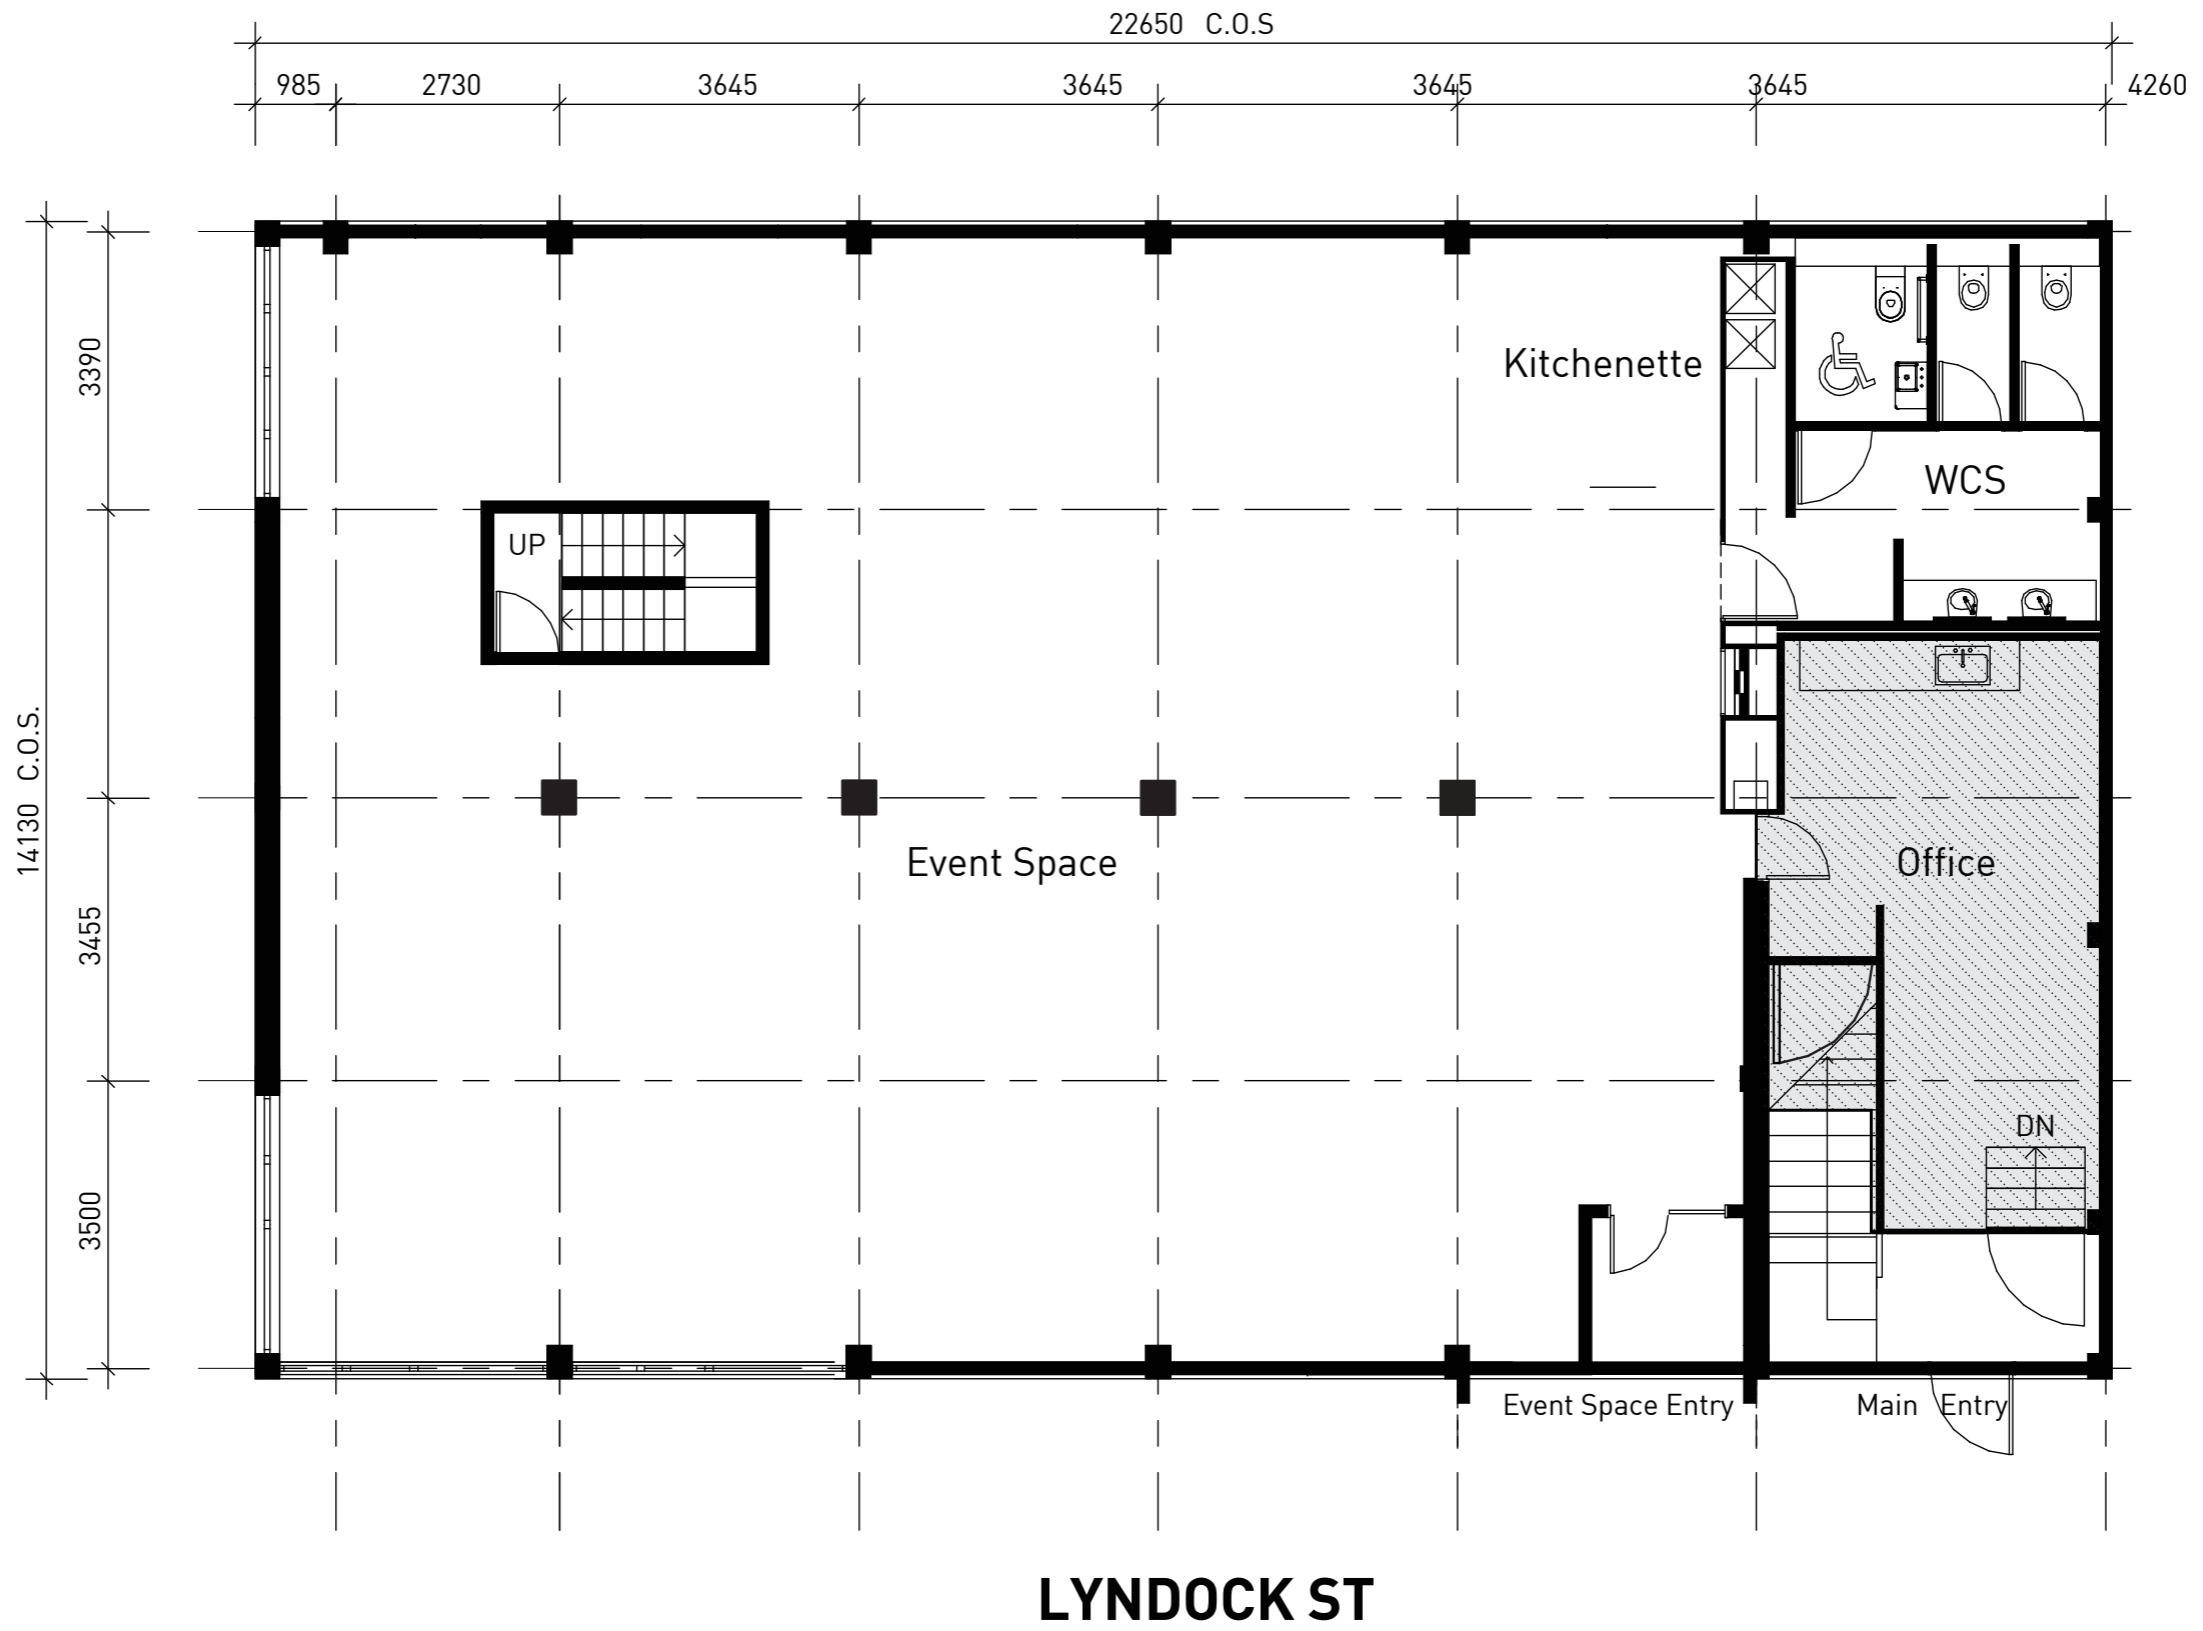 22650 C.O.S
985 2730 3645 3645 3645 3645 4260
3390
Kitchenette
WCS
UP
14130 C.O.S.
Event Space
Office
3455
DN
3500
Event Space Entry
Main Entry
LYNDOCK ST